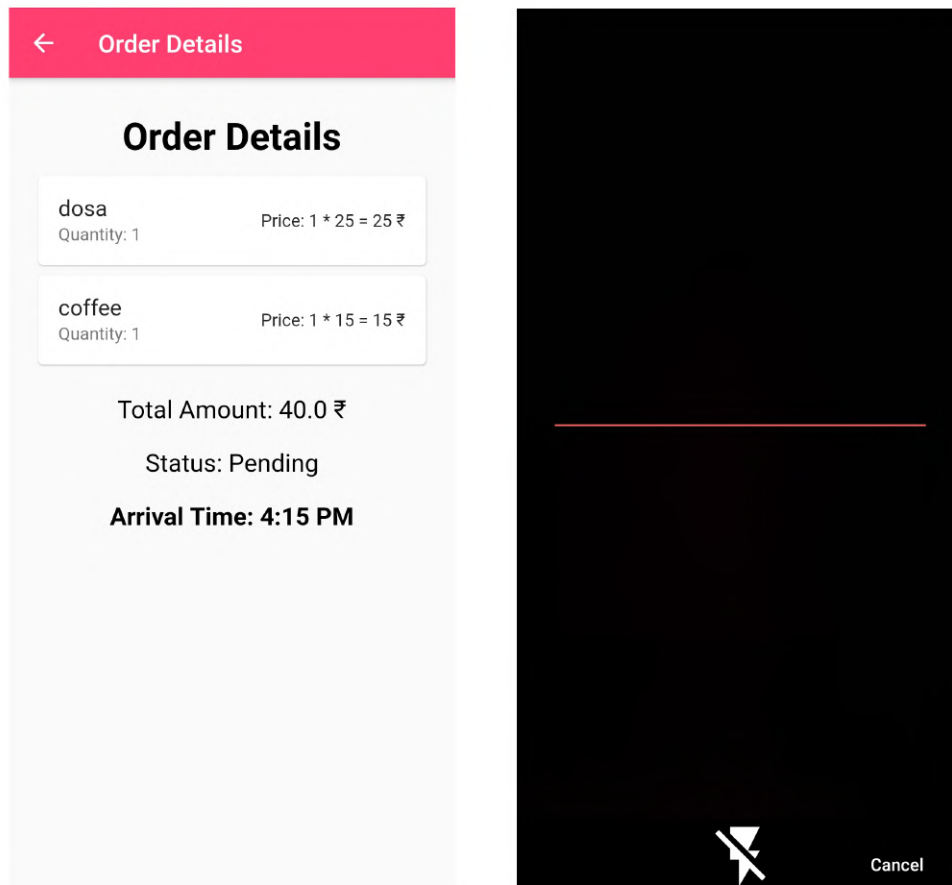 Order Details
Order Details
dosa
Quantity: 1
Price: 1 * 25 = 25 ₹
coffee
Quantity: 1
Price: 1 * 15 = 15 ₹
Total Amount: 40.0 ₹
Status: Pending
Arrival Time: 4:15 PM
Cancel